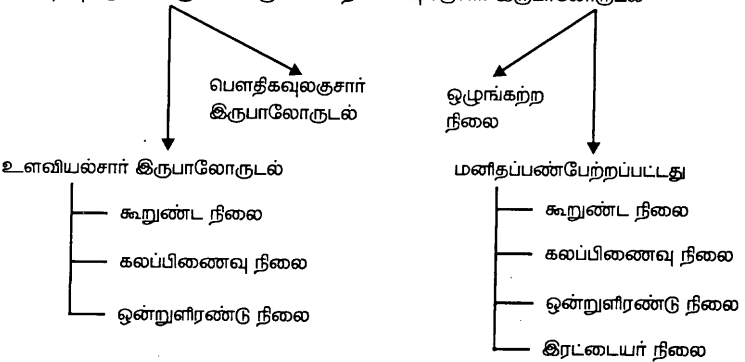 பௌதிகவுலகுசார்
இருபாலோருடல்
ஒழுங்கற்ற
நிலை
உளவியல்சார் இருபாலோருடல்
கூறுண்ட நிலை
கலப்பிணைவு நிலை
ஒன்றுளிரண்டு நிலை
மனிதப்பண்பேற்றப்பட்டது
கூறுண்ட நிலை
கலப்பிணைவு நிலை
ஒன்றுளிரண்டு நிலை
இரட்டையர் நிலை